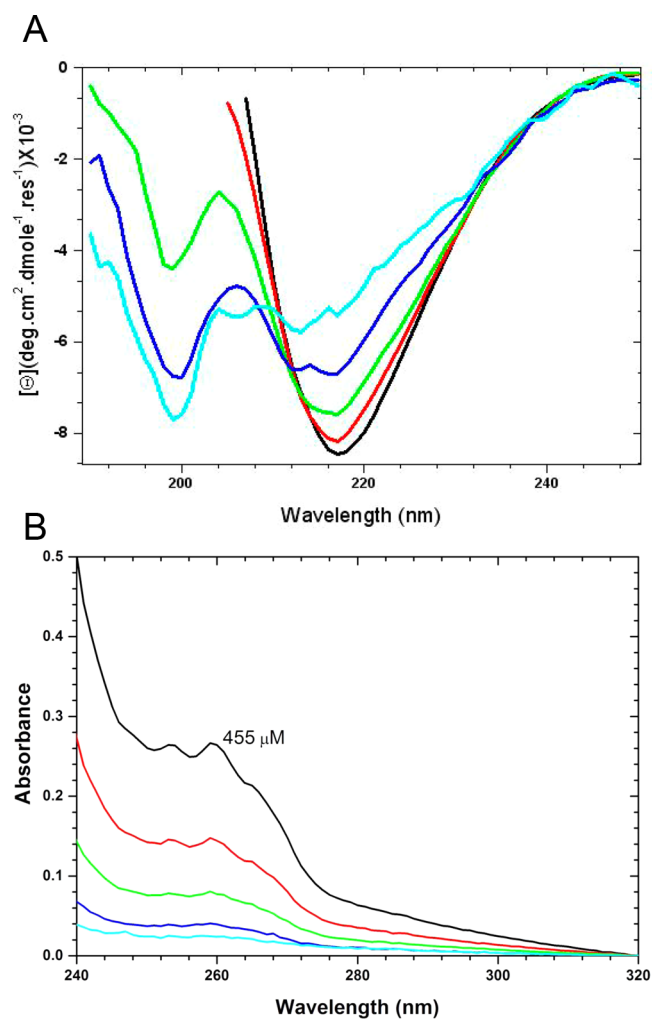 A
[Θ](deg.cm².dmole⁻¹.res⁻¹)X10⁻³
0
-2
-4
-6
-8
200 220 240
Wavelength (nm)
B
Absorbance
0.5
0.4
0.3
0.2
0.1
0.0
455 μM
240 260 280 300 320
Wavelength (nm)